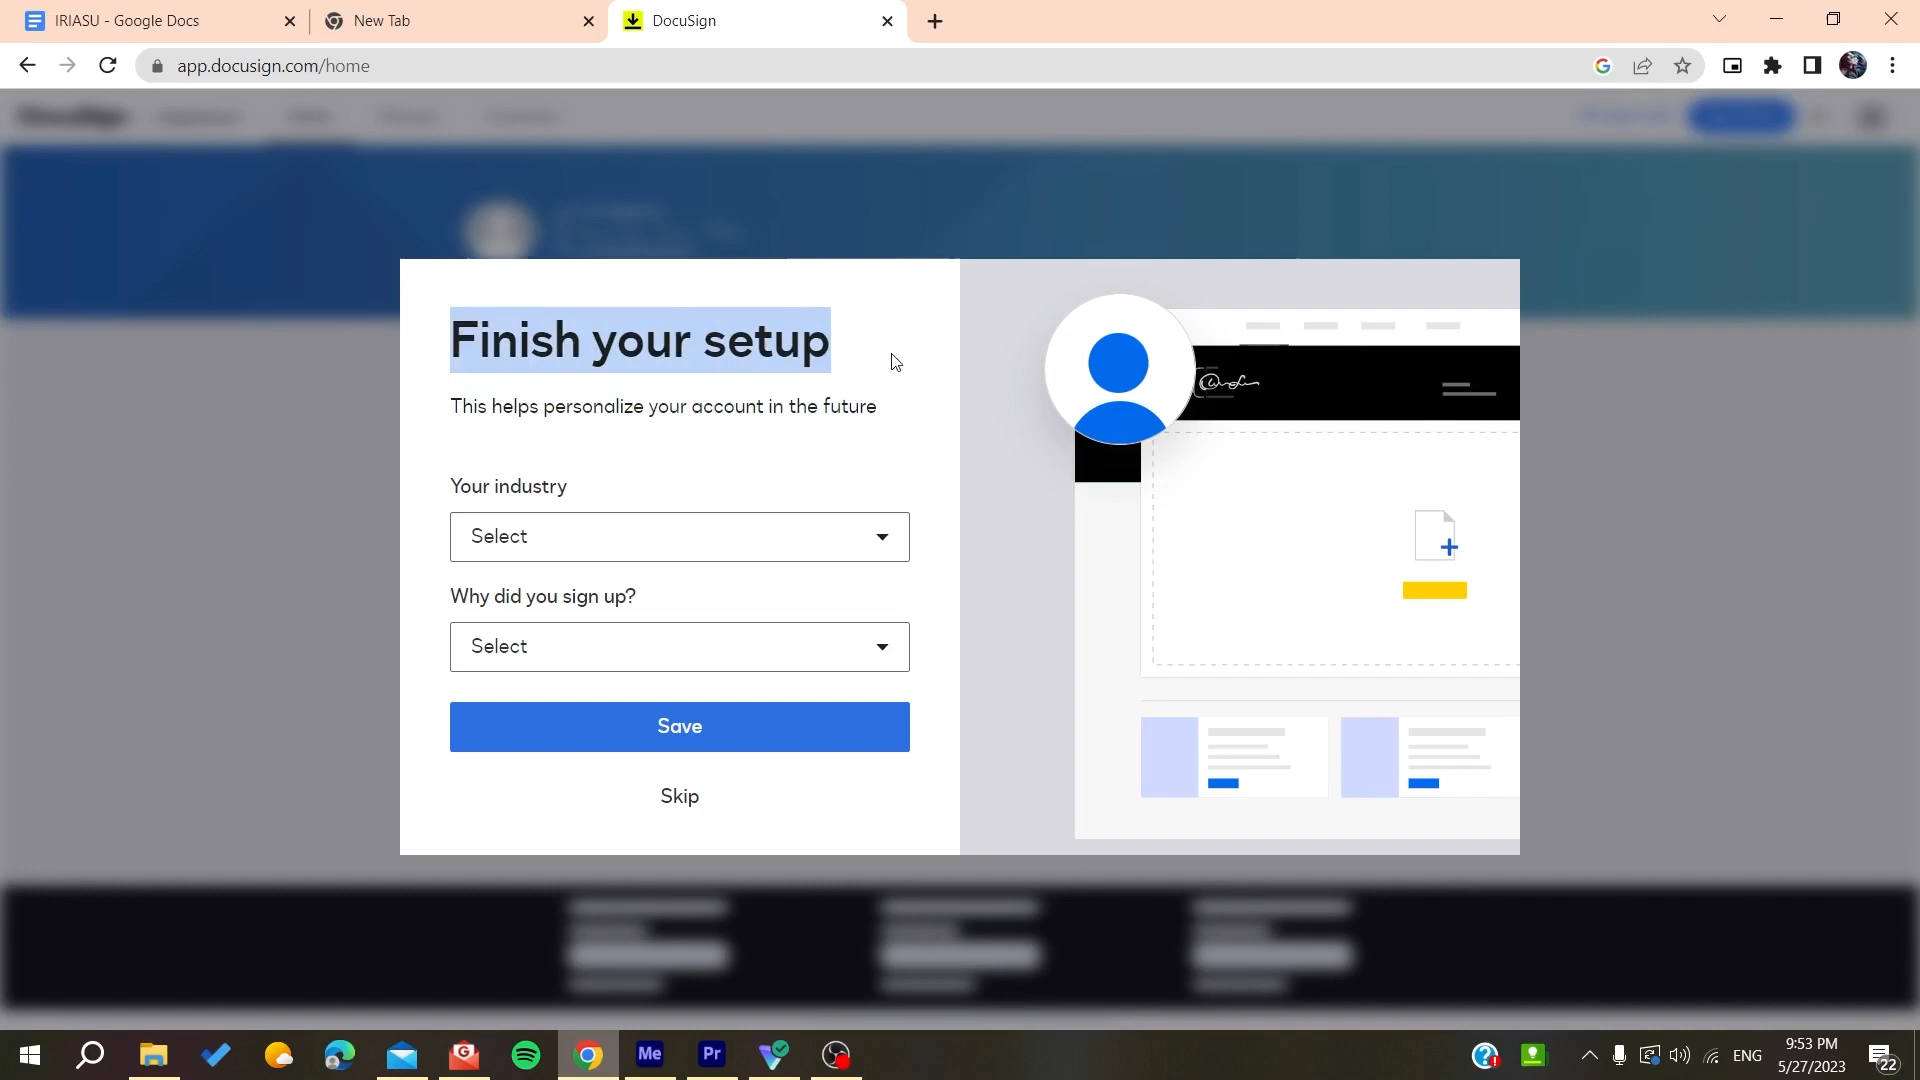 IRIASU - Google Docs
New Tab
DocuSign
app.docusign.com/home
Finish your setup
This helps personalize your account in the future
Your industry
Select
Why did you sign up?
Select
Save
Skip
Me
Pr
ENG
9:53 PM
5/27/2023
22